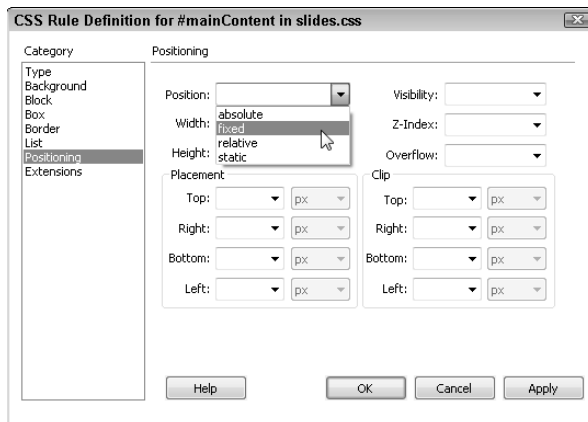 CSS Rule Definition for #mainContent in slides.css
Category
Type
Background
Block
Box
Border
List
Positioning
Extensions
Positioning
Position:
absolute
fixed
relative
static
Width:
Height:
Visibility:
Z-Index:
Overflow:
Placement
Top: px
Right: px
Bottom: px
Left: px
Clip
Top: px
Right: px
Bottom: px
Left: px
Help OK Cancel Apply